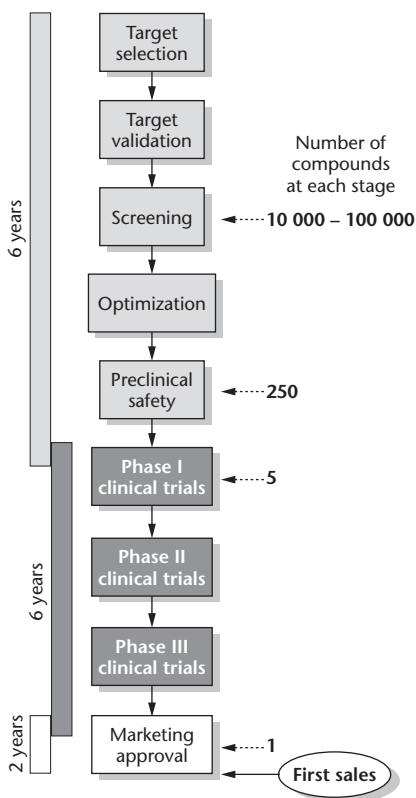 Target
selection
Target
validation
Number of
compounds
at each stage
Screening
10 000 – 100 000
6 years
Optimization
Preclinical
safety
250
Phase I
clinical trials
5
Phase II
clinical trials
6 years
Phase III
clinical trials
2 years
Marketing
approval
1
First sales